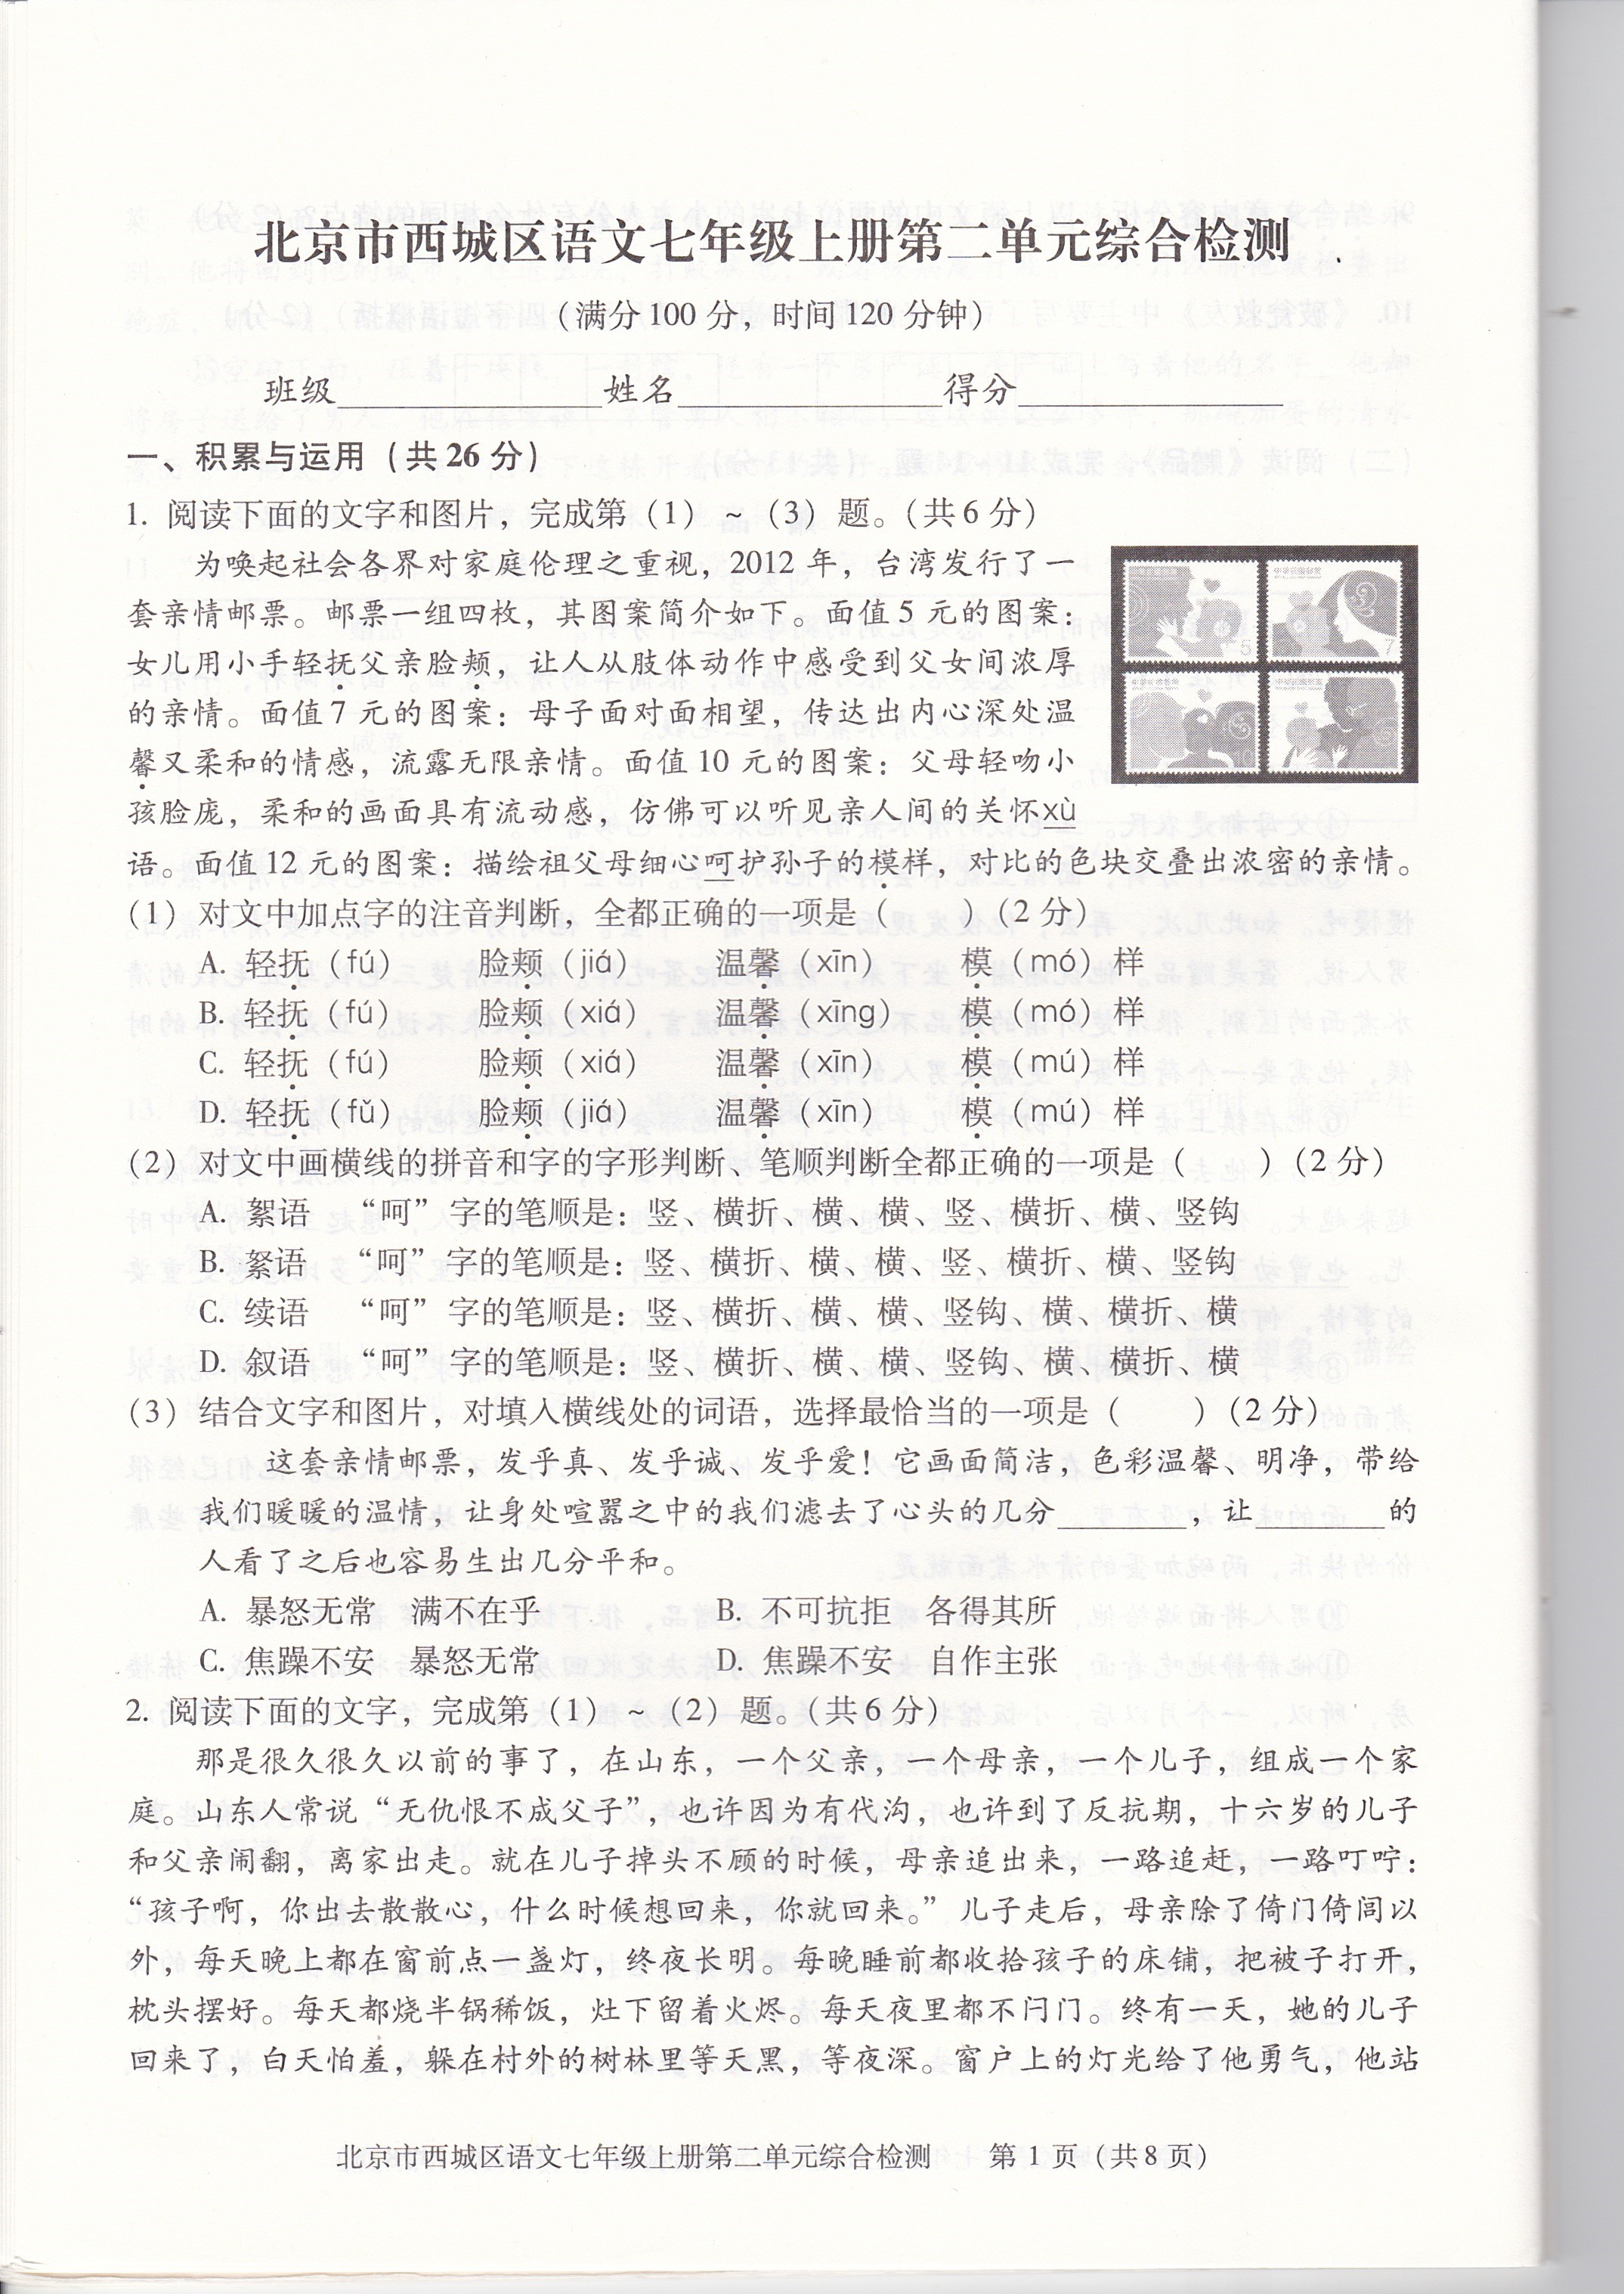 北京市西城区语文七年级上册第二单元综合检测
（满分100分，时间120分钟）
班级______姓名______得分______
一、积累与运用（共26分）
1. 阅读下面的文字和图片，完成第（1）~（3）题。（共6分）
为唤起社会各界对家庭伦理之重视，2012年，台湾发行了一
套亲情邮票。邮票一组四枚，其图案简介如下。面值5元的图案：
女儿用小手轻抚父亲脸颊，让人从肢体动作中感受到父女间浓厚
的亲情。面值7元的图案：母子面对面相望，传达出内心深处温
馨又柔和的情感，流露无限亲情。面值10元的图案：父母轻吻小
孩脸庞，柔和的画面具有流动感，仿佛可以听见亲人间的关怀xù
语。面值12元的图案：描绘祖父母细心呵护孙子的模样，对比的色块交叠出浓密的亲情。
5
7
10
（1）对文中加点字的注音判断，全都正确的一项是（　　）（2分）
A. 轻抚（fú）　脸颊（jiá）　温馨（xīn）　模（mó）样
B. 轻抚（fú）　脸颊（xiá）　温馨（xīng）　模（mó）样
C. 轻抚（fú）　脸颊（xiá）　温馨（xīn）　模（mú）样
D. 轻抚（fǔ）　脸颊（jiá）　温馨（xīn）　模（mú）样
（2）对文中画横线的拼音和字的字形判断、笔顺判断全都正确的一项是（　　）（2分）
A. 絮语　“呵”字的笔顺是：竖、横折、横、横、竖、横折、横、竖钩
B. 絮语　“呵”字的笔顺是：竖、横折、横、横、竖、横折、横、竖钩
C. 续语　“呵”字的笔顺是：竖、横折、横、横、竖钩、横、横折、横
D. 叙语　“呵”字的笔顺是：竖、横折、横、横、竖钩、横、横折、横
（3）结合文字和图片，对填入横线处的词语，选择最恰当的一项是（　　）（2分）
这套亲情邮票，发乎真、发乎诚、发乎爱！它画面简洁，色彩温馨、明净，带给
我们暖暖的温情，让身处喧嚣之中的我们滤去了心头的几分______，让______的
人看了之后也容易生出几分平和。
A. 暴怒无常　满不在乎　　B. 不可抗拒　各得其所
C. 焦躁不安　暴怒无常　　D. 焦躁不安　自作主张
2. 阅读下面的文字，完成第（1）~（2）题。（共6分）
那是很久很久以前的事了，在山东，一个父亲，一个母亲，一个儿子，组成一个家
庭。山东人常说“无仇恨不成父子”，也许因为有代沟，也许到了反抗期，十六岁的儿子
和父亲闹翻，离家出走。就在儿子掉头不顾的时候，母亲追出来，一路追赶，一路叮咛：
“孩子啊，你出去散散心，什么时候想回来，你就回来。”儿子走后，母亲除了倚门倚闾以
外，每天晚上都在窗前点一盏灯，终夜长明。每晚睡前都收拾孩子的床铺，把被子打开，
枕头摆好。每天都烧半锅稀饭，灶下留着火烬。每天夜里都不闩门。终有一天，她的儿子
回来了，白天怕羞，躲在村外的树林里等天黑，等夜深。窗户上的灯光给了他勇气，他站
北京市西城区语文七年级上册第二单元综合检测　第1页（共8页）